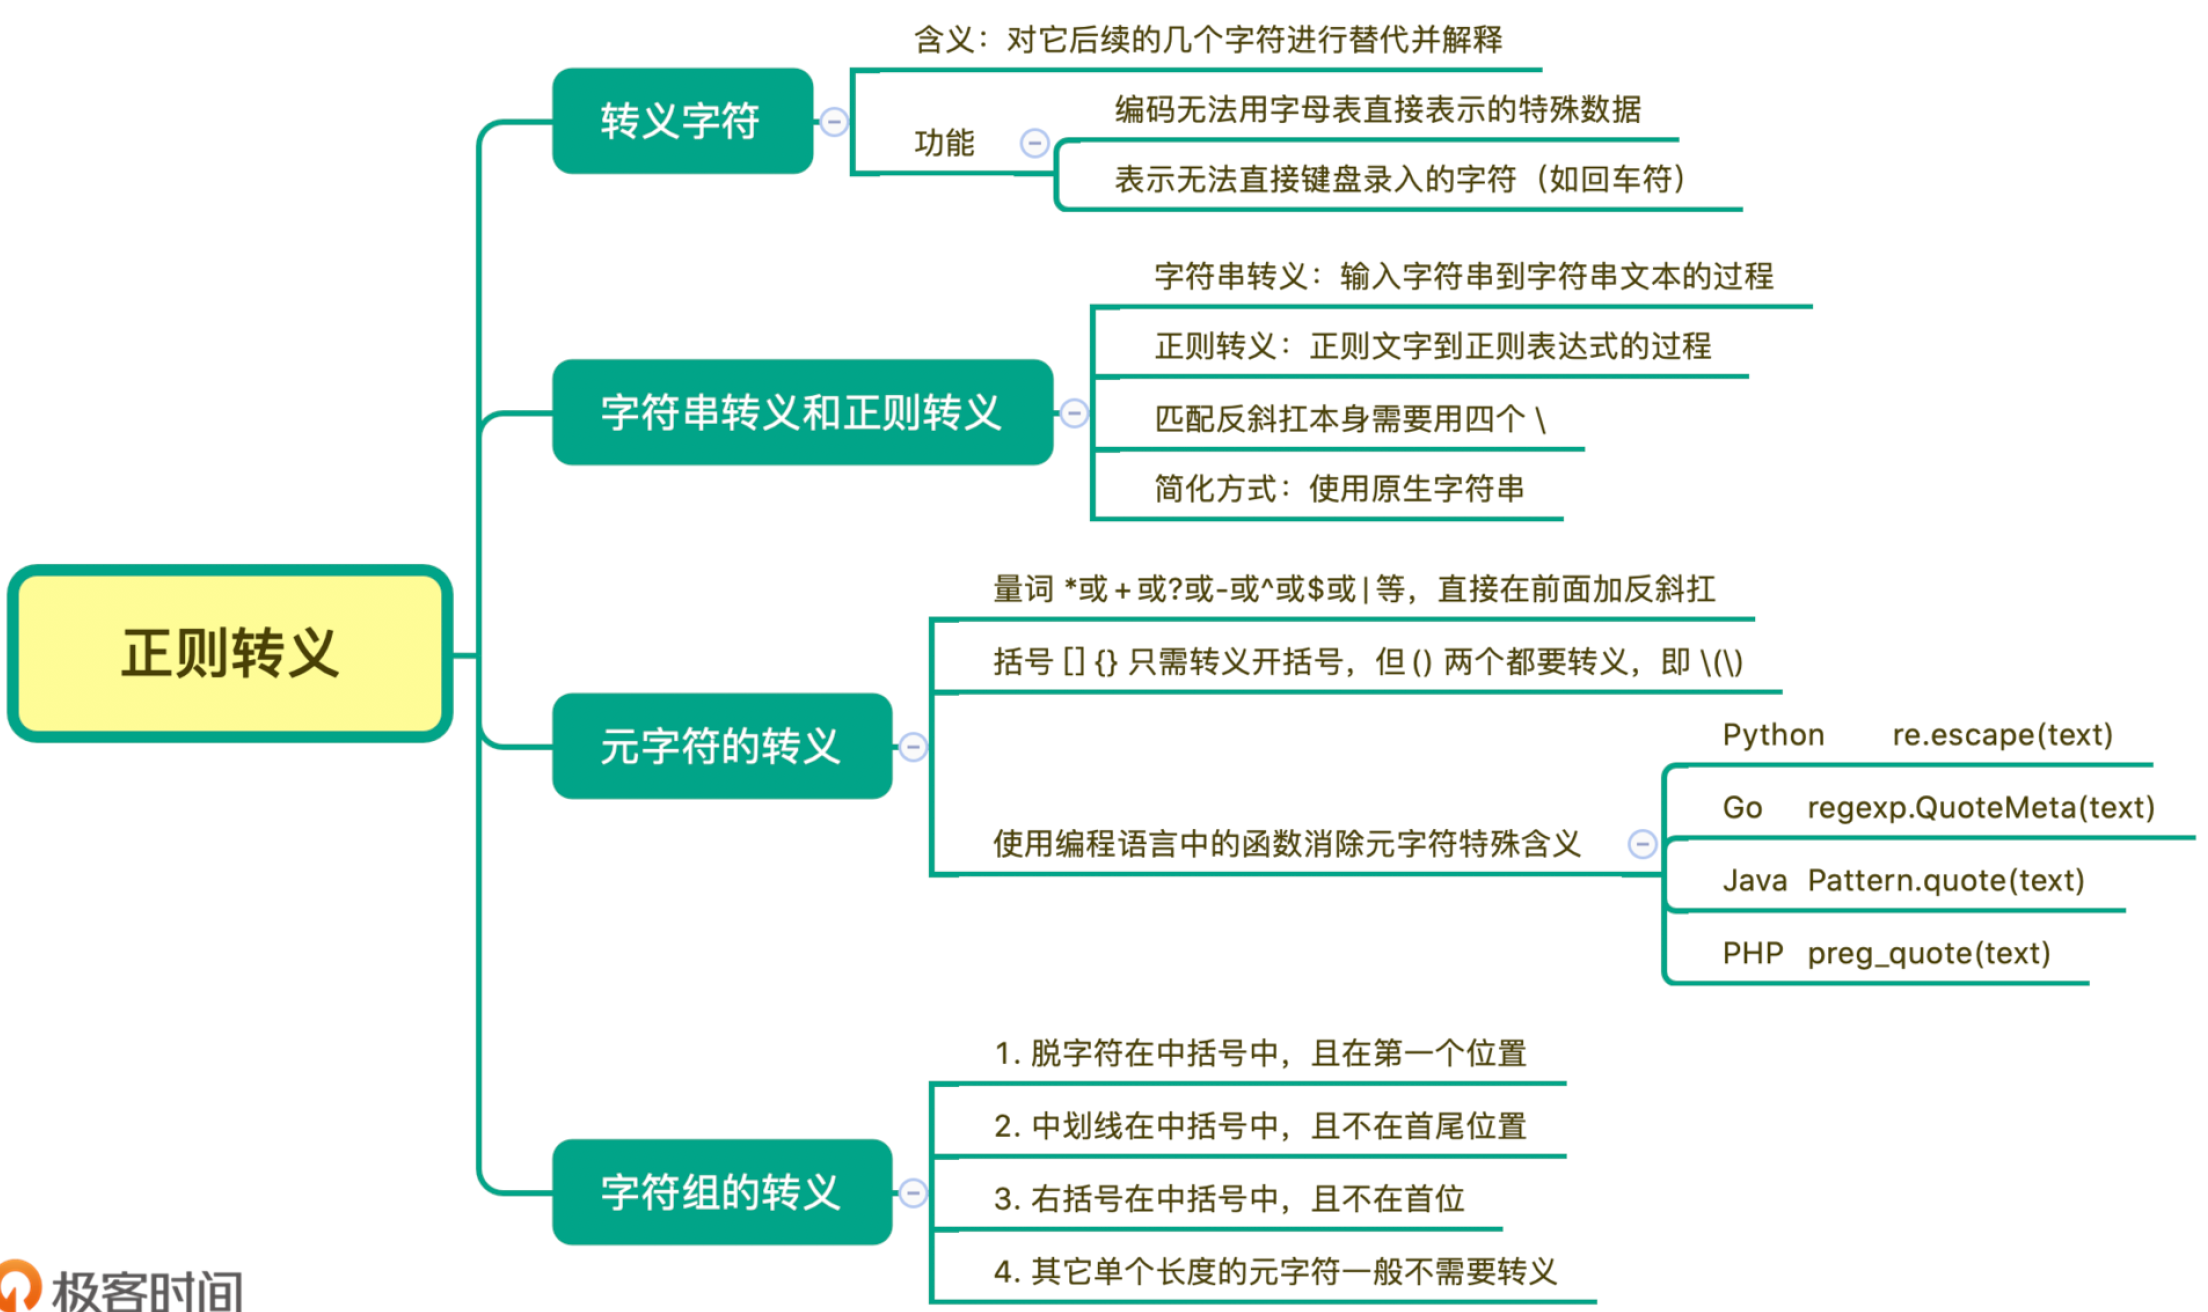 正则转义
转义字符
含义：对它后续的几个字符进行替代并解释
功能
编码无法用字母表直接表示的特殊数据
表示无法直接键盘录入的字符（如回车符）
字符串转义和正则转义
字符串转义：输入字符串到字符串文本的过程
正则转义：正则文字到正则表达式的过程
匹配反斜扛本身需要用四个 \
简化方式：使用原生字符串
元字符的转义
量词 *或+或?或-或^或$或|等，直接在前面加反斜扛
括号 [] {} 只需转义开括号，但 () 两个都要转义，即 \(\)
使用编程语言中的函数消除元字符特殊含义
Python re.escape(text)
Go regexp.QuoteMeta(text)
Java Pattern.quote(text)
PHP preg_quote(text)
字符组的转义
1. 脱字符在中括号中，且在第一个位置
2. 中划线在中括号中，且不在首尾位置
3. 右括号在中括号中，且不在首位
4. 其它单个长度的元字符一般不需要转义
极客时间